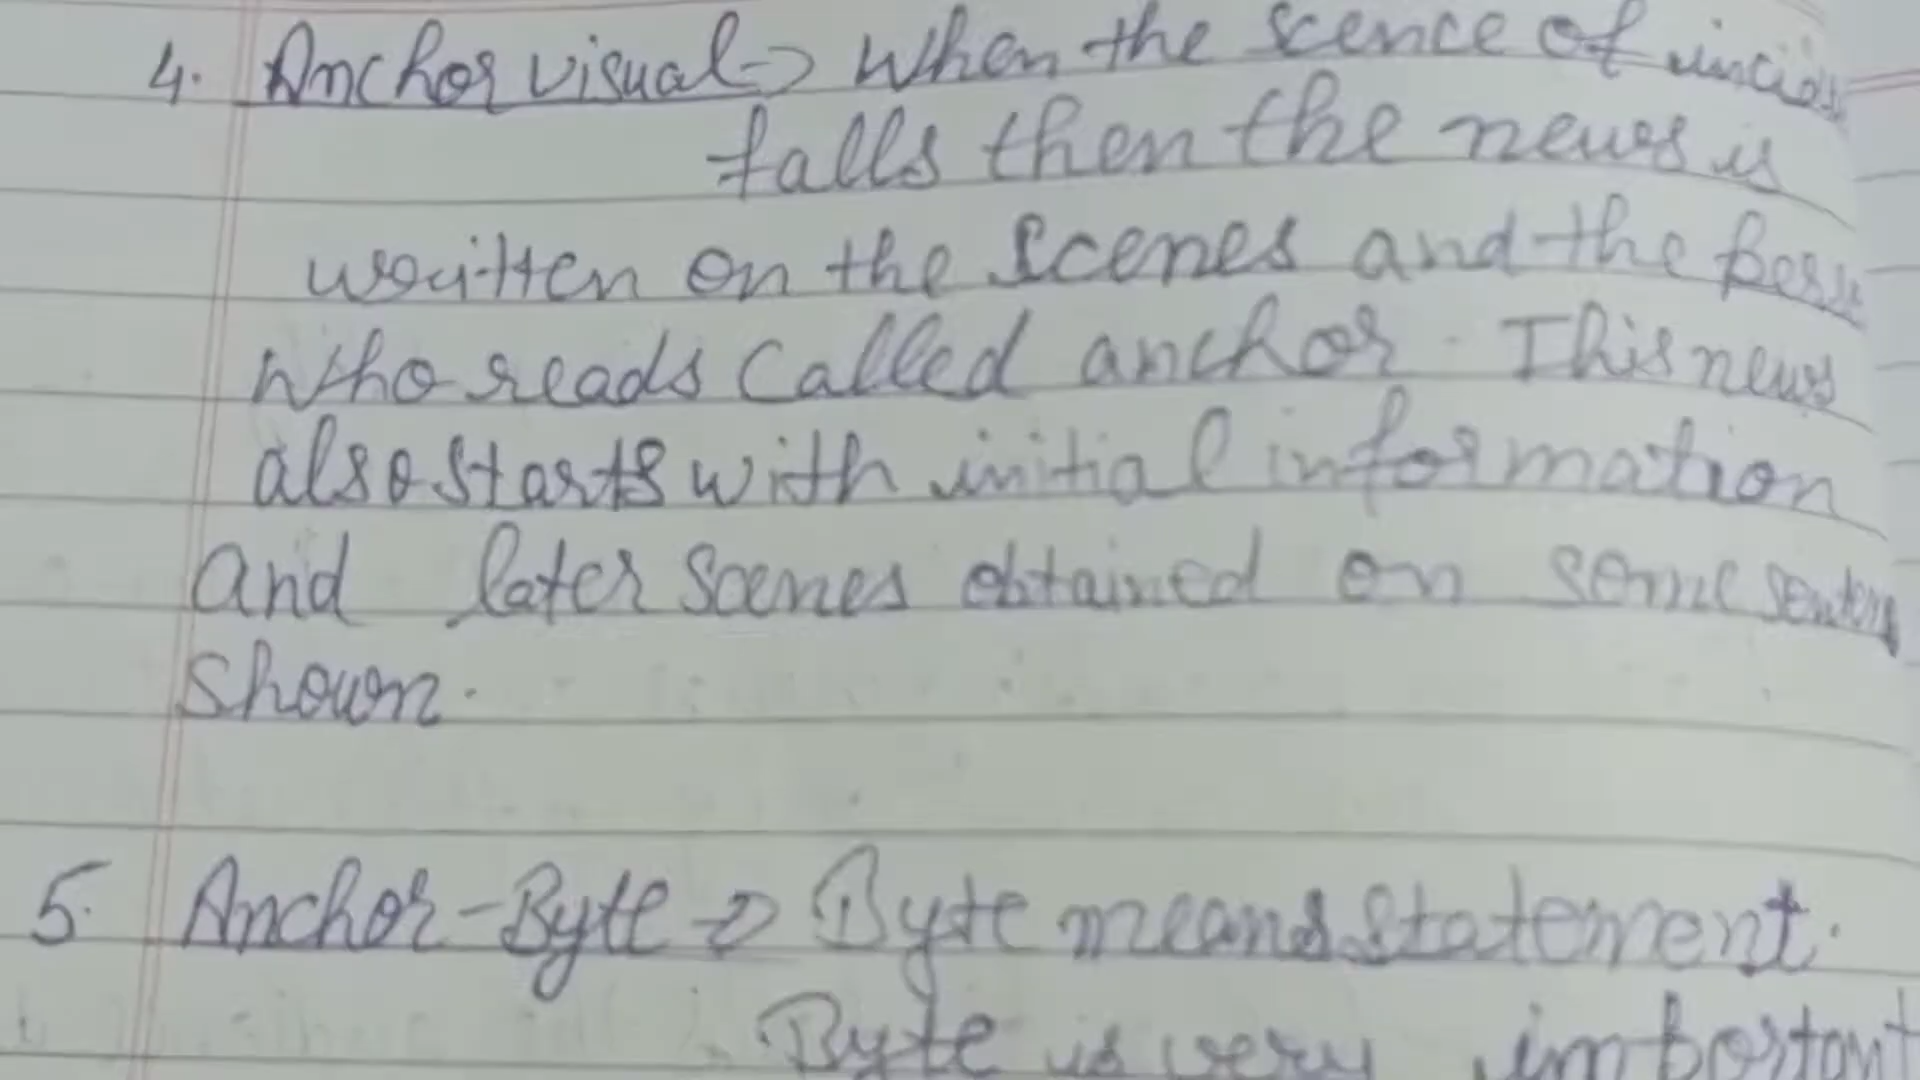 4. Anchor visual → When the scence of
falls then the news is
written on the scenes and the
who reads called anchor. This news
also starts with initial information
and later scenes obtained on some
shown.
5. Anchor-Byte → Byte means statement.
Byte is very important